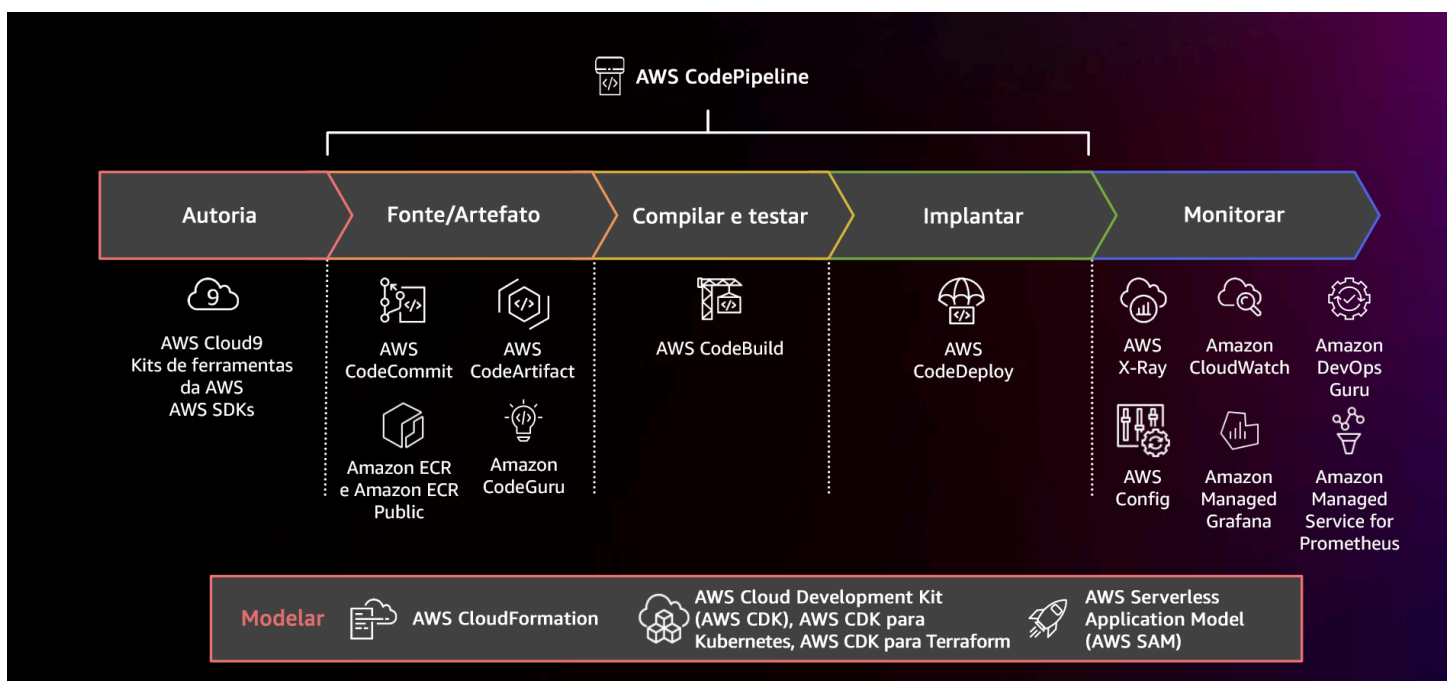 AWS CodePipeline
Autoria
Fonte/Artefato
Compilar e testar
Implantar
Monitorar
9
AWS Cloud9
Kits de ferramentas
da AWS
AWS SDKs
AWS
CodeCommit
AWS
CodeArtifact
Amazon ECR
e Amazon ECR
Public
Amazon
CodeGuru
AWS CodeBuild
AWS
CodeDeploy
AWS
X-Ray
Amazon
CloudWatch
Amazon
DevOps
Guru
AWS
Config
Amazon
Managed
Grafana
Amazon
Managed
Service for
Prometheus
Modelar
AWS CloudFormation
AWS Cloud Development Kit
(AWS CDK), AWS CDK para
Kubernetes, AWS CDK para Terraform
AWS Serverless
Application Model
(AWS SAM)